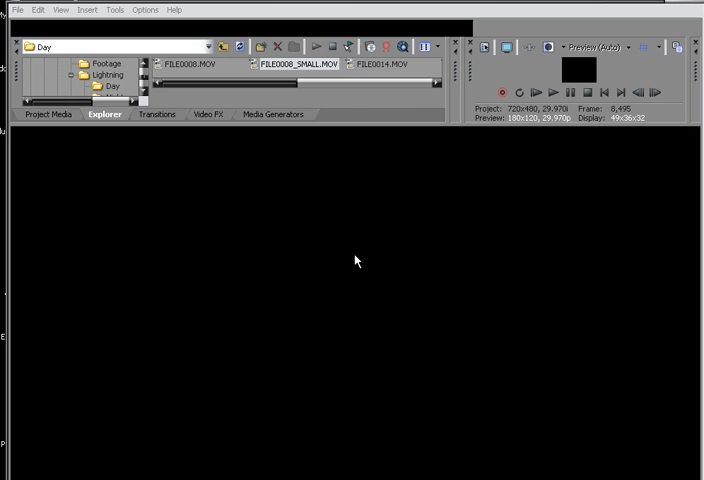 File Edit View Insert Tools Options Help
Day
Preview (Auto)
Footage
Lightning
Day
FILE0008.MOV FILE0008_SMALL.MOV FILE0014.MOV
Project Media Explorer Transitions Video FX Media Generators
Project: 720x480, 29.970i Frame: 8,495
Preview: 180x120, 29.970p Display: 49x36x32